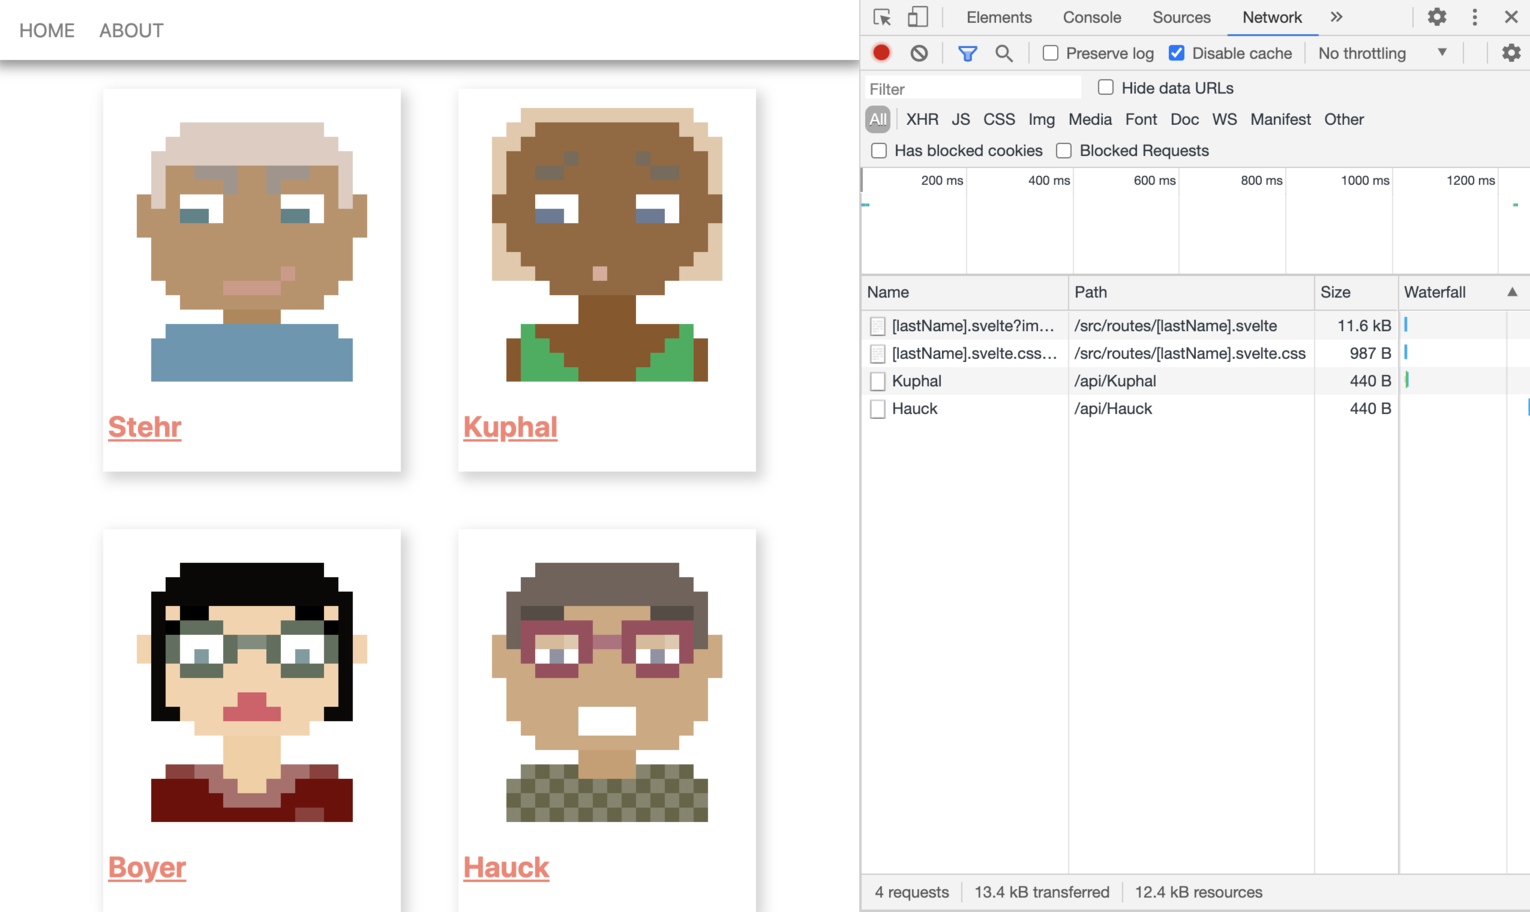 HOME ABOUT
Stehr
Kuphal
Boyer
Hauck
Elements Console Sources Network »
Preserve log Disable cache No throttling ▼
Filter Hide data URLs
All XHR JS CSS Img Media Font Doc WS Manifest Other
Has blocked cookies Blocked Requests
200 ms 400 ms 600 ms 800 ms 1000 ms 1200 ms
Name Path Size Waterfall ▲
[lastName].svelte?im… /src/routes/[lastName].svelte 11.6 kB
[lastName].svelte.css… /src/routes/[lastName].svelte.css 987 B
Kuphal /api/Kuphal 440 B
Hauck /api/Hauck 440 B
4 requests 13.4 kB transferred 12.4 kB resources